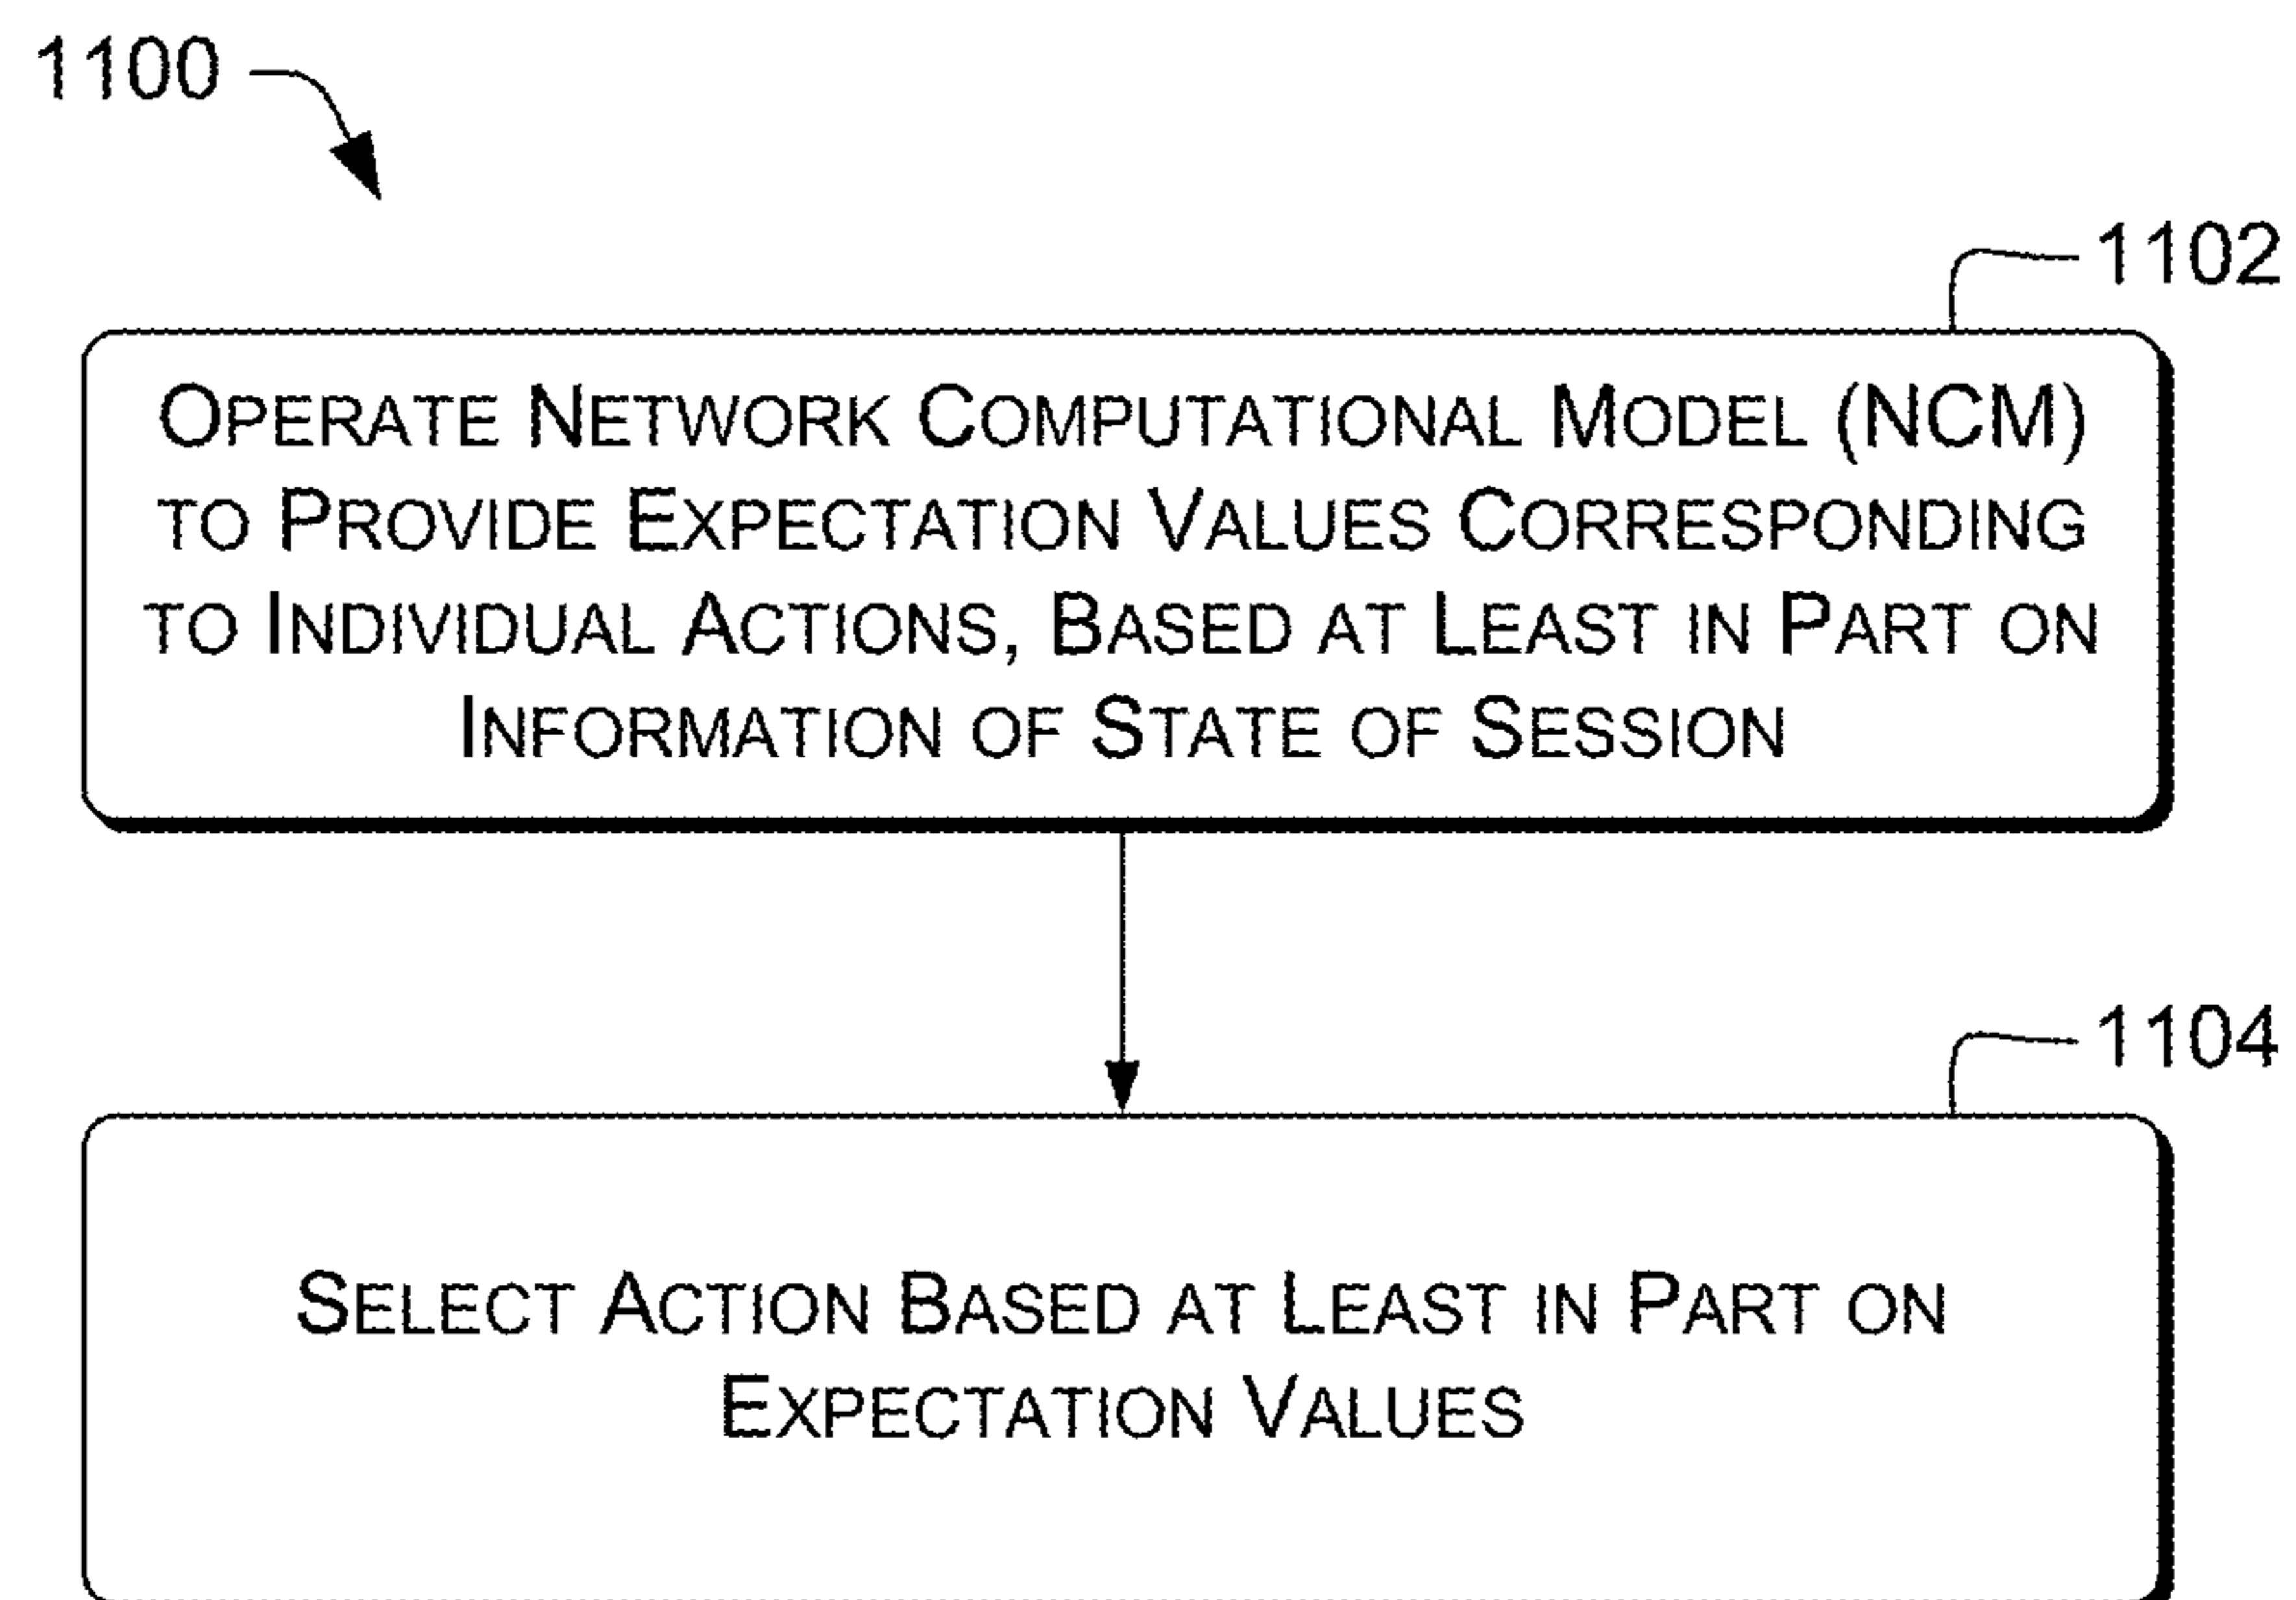 1100
1102
OPERATE NETWORK COMPUTATIONAL MODEL (NCM)
TO PROVIDE EXPECTATION VALUES CORRESPONDING
TO INDIVIDUAL ACTIONS, BASED AT LEAST IN PART ON
INFORMATION OF STATE OF SESSION
1104
SELECT ACTION BASED AT LEAST IN PART ON
EXPECTATION VALUES